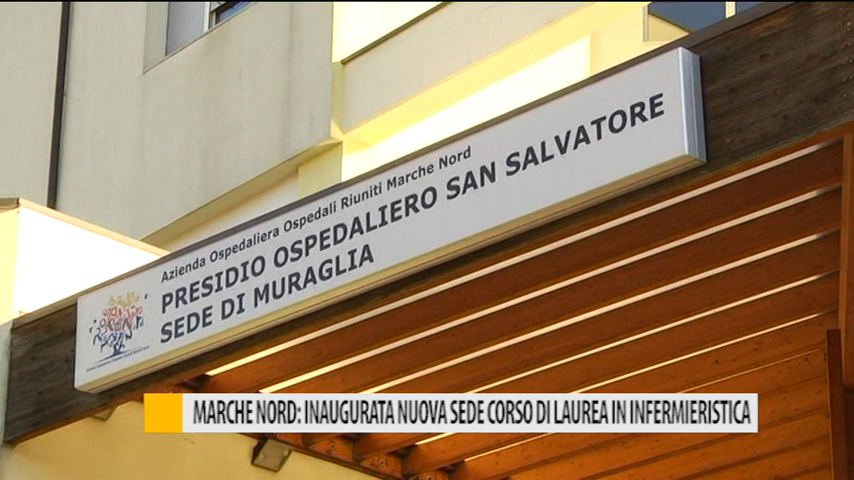 Azienda Ospedaliera Ospedali Riuniti Marche Nord
PRESIDIO OSPEDALIERO SAN SALVATORE
SEDE DI MURAGLIA
MARCHE NORD: INAUGURATA NUOVA SEDE CORSO DI LAUREA IN INFERMIERISTICA